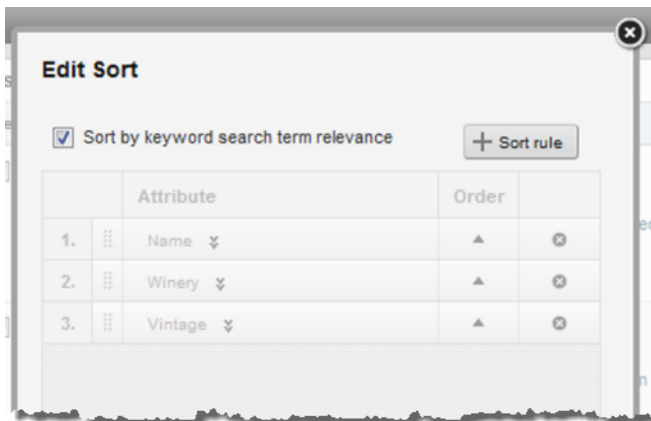 Edit Sort
Sort by keyword search term relevance
Sort rule
Attribute Order
1. Name
2. Winery
3. Vintage